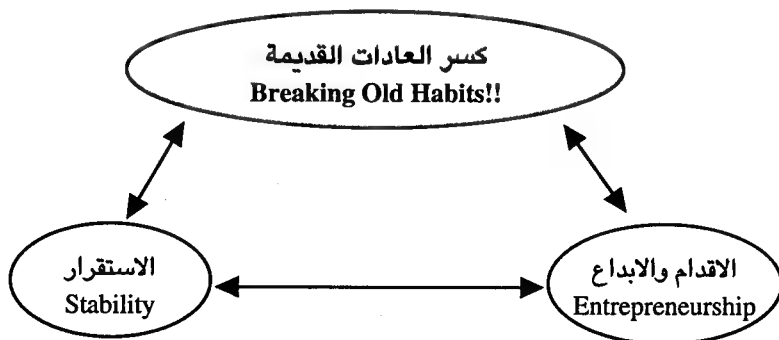 كسر العادات القديمة
Breaking Old Habits!!
الاستقرار
Stability
الاقدام والابداع
Entrepreneurship